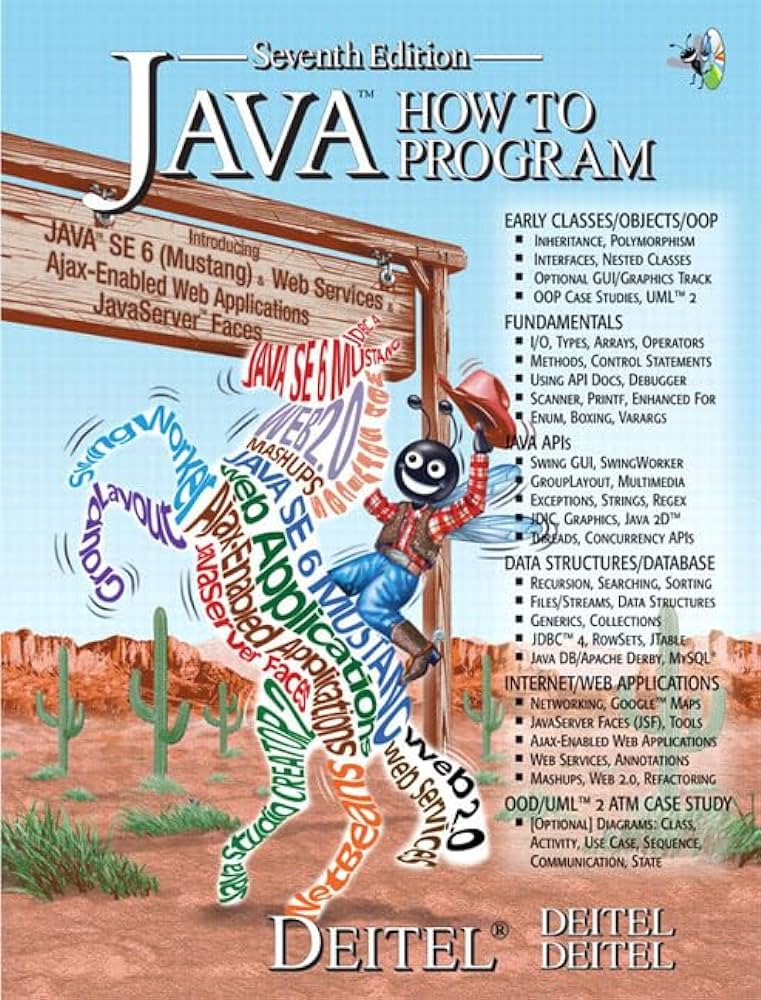 Seventh Edition
JAVA™ HOW TO
PROGRAM
Introducing
JAVA™ SE 6 (Mustang) & Web Services &
Ajax-Enabled Web Applications
JavaServer™ Faces
EARLY CLASSES/OBJECTS/OOP
■ INHERITANCE, POLYMORPHISM
■ INTERFACES, NESTED CLASSES
■ OPTIONAL GUI/GRAPHICS TRACK
■ OOP CASE STUDIES, UML™ 2
FUNDAMENTALS
■ I/O, TYPES, ARRAYS, OPERATORS
■ METHODS, CONTROL STATEMENTS
■ USING API DOCS, DEBUGGER
■ SCANNER, PRINTF, ENHANCED FOR
■ ENUM, BOXING, VARARGS
JAVA APIs
■ SWING GUI, SWINGWORKER
■ GROUPLAYOUT, MULTIMEDIA
■ EXCEPTIONS, STRINGS, REGEX
■ JDIC, GRAPHICS, JAVA 2D™
■ THREADS, CONCURRENCY APIs
DATA STRUCTURES/DATABASE
■ RECURSION, SEARCHING, SORTING
■ FILES/STREAMS, DATA STRUCTURES
■ GENERICS, COLLECTIONS
■ JDBC™ 4, ROWSETS, JTABLE
■ JAVA DB/APACHE DERBY, MYSQL®
INTERNET/WEB APPLICATIONS
■ NETWORKING, GOOGLE™ MAPS
■ JAVASERVER FACES (JSF), TOOLS
■ AJAX-ENABLED WEB APPLICATIONS
■ WEB SERVICES, ANNOTATIONS
■ MASHUPS, WEB 2.0, REFACTORING
OOD/UML™ 2 ATM CASE STUDY
■ [OPTIONAL] DIAGRAMS: CLASS,
ACTIVITY, USE CASE, SEQUENCE,
COMMUNICATION, STATE
JDBC 4
JAVA SE 6 MUSTANG
WEB 2.0
MASHUPS
SwingWorker
GroupLayout
JAVA SE 6 MUSTANG
Web Applications
Ajax-Enabled Applications
JavaServer Faces
Java Studio CREATOR 2
NetBeans
Web 2.0
web services
DEITEL®
DEITEL
DEITEL